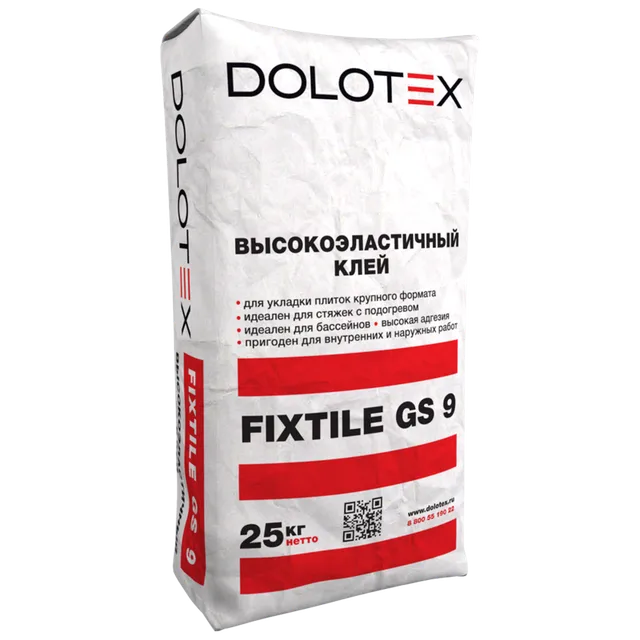 DOLOTEX
ВЫСОКОЭЛАСТИЧНЫЙ
КЛЕЙ
• для укладки плиток крупного формата
• идеален для стяжек с подогревом
• идеален для бассейнов • высокая адгезия
• пригоден для внутренних и наружных работ
FIXTILE GS 9
25 кг
нетто
www.dolotex.ru
8 800 55 190 22
DOLOTEX
FIXTILE GS 9